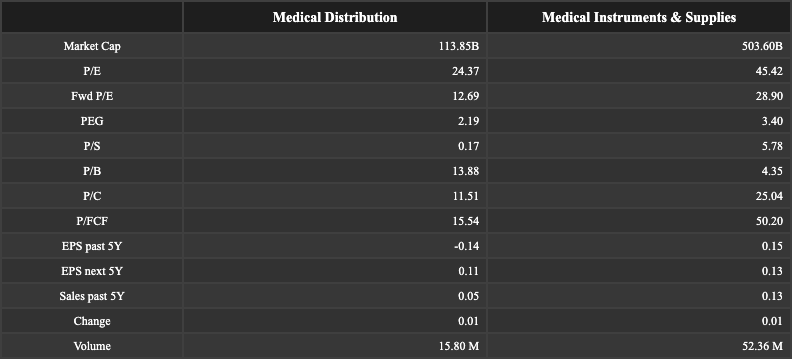 Medical Distribution Medical Instruments & Supplies
Market Cap 113.85B 503.60B
P/E 24.37 45.42
Fwd P/E 12.69 28.90
PEG 2.19 3.40
P/S 0.17 5.78
P/B 13.88 4.35
P/C 11.51 25.04
P/FCF 15.54 50.20
EPS past 5Y -0.14 0.15
EPS next 5Y 0.11 0.13
Sales past 5Y 0.05 0.13
Change 0.01 0.01
Volume 15.80 M 52.36 M